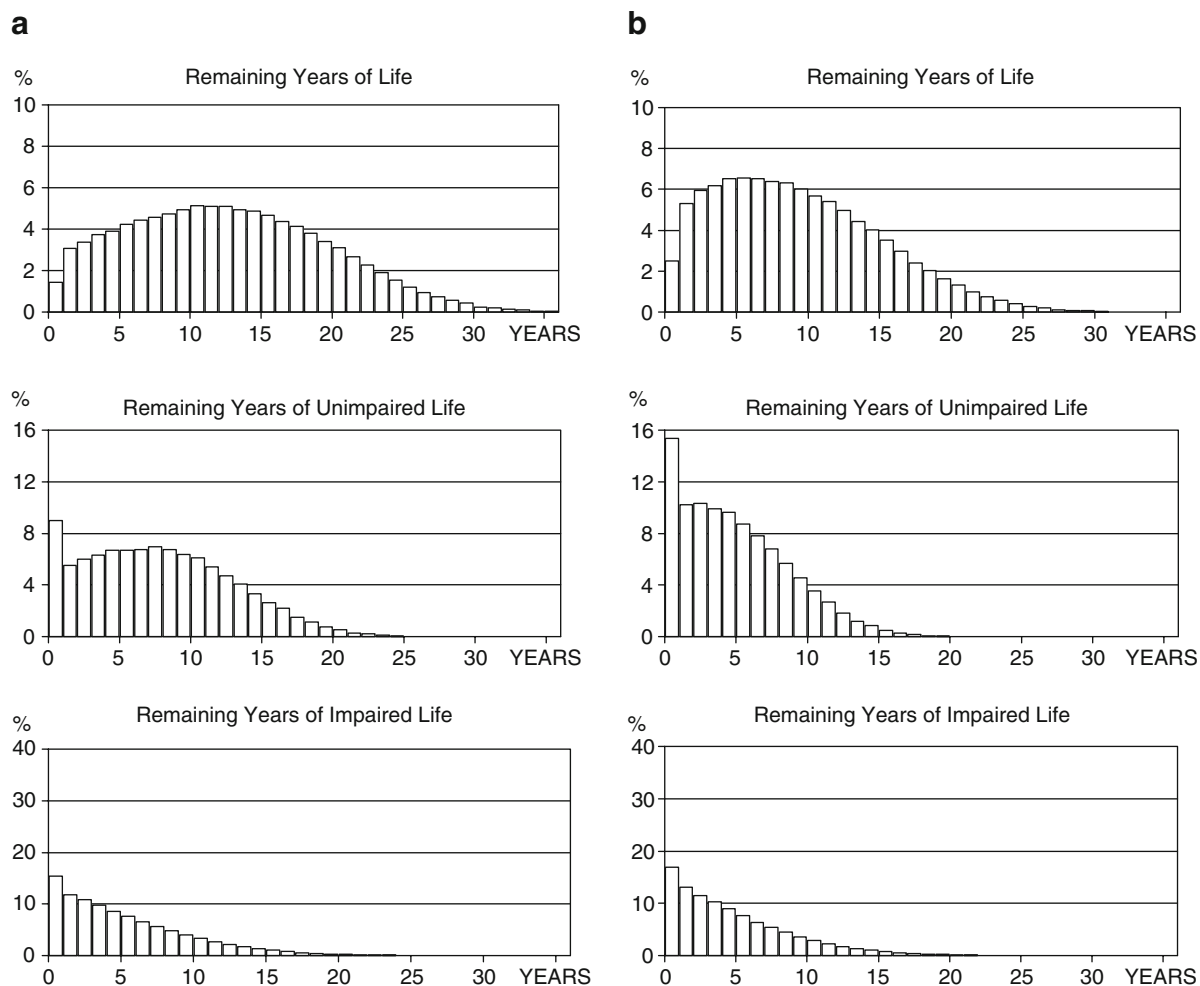 a
% Remaining Years of Life
10
8
6
4
2
0
0 5 10 15 20 25 30 YEARS
% Remaining Years of Unimpaired Life
16
12
8
4
0
0 5 10 15 20 25 30 YEARS
% Remaining Years of Impaired Life
40
30
20
10
0
0 5 10 15 20 30 YEARS
b
% Remaining Years of Life
10
8
6
4
2
0
0 5 10 15 20 25 30 YEARS
% Remaining Years of Unimpaired Life
16
12
8
4
0
0 5 10 15 20 25 30 YEARS
% Remaining Years of Impaired Life
40
30
20
10
0
0 5 10 15 20 25 30 YEARS